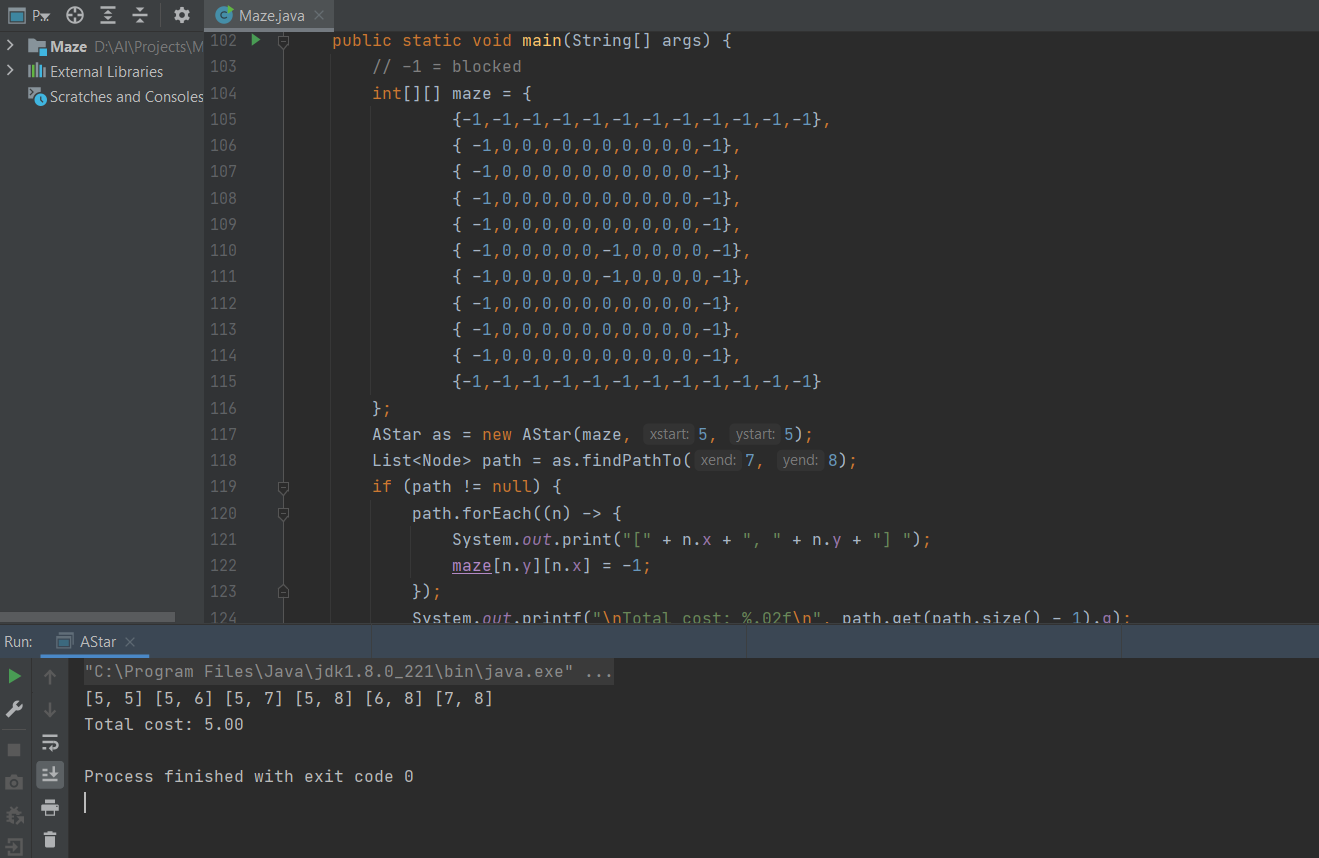 P...
Maze.java
Maze D:\AI\Projects\M
External Libraries
Scratches and Consoles
102 public static void main(String[] args) {
103 // -1 = blocked
104 int[][] maze = {
105 {-1,-1,-1,-1,-1,-1,-1,-1,-1,-1,-1,-1},
106 { -1,0,0,0,0,0,0,0,0,0,0,-1},
107 { -1,0,0,0,0,0,0,0,0,0,0,-1},
108 { -1,0,0,0,0,0,0,0,0,0,0,-1},
109 { -1,0,0,0,0,0,0,0,0,0,0,-1},
110 { -1,0,0,0,0,0,-1,0,0,0,0,-1},
111 { -1,0,0,0,0,0,-1,0,0,0,0,-1},
112 { -1,0,0,0,0,0,0,0,0,0,0,-1},
113 { -1,0,0,0,0,0,0,0,0,0,0,-1},
114 { -1,0,0,0,0,0,0,0,0,0,0,-1},
115 {-1,-1,-1,-1,-1,-1,-1,-1,-1,-1,-1,-1}
116 };
117 AStar as = new AStar(maze, xstart: 5, ystart: 5);
118 List<Node> path = as.findPathTo( xend: 7, yend: 8);
119 if (path != null) {
120 path.forEach((n) -> {
121 System.out.print("[" + n.x + ", " + n.y + "] ");
122 maze[n.y][n.x] = -1;
123 });
124 System.out.printf("\nTotal cost: %.02f\n", path.get(path.size() - 1).g);
Run: AStar
"C:\Program Files\Java\jdk1.8.0_221\bin\java.exe" ...
[5, 5] [5, 6] [5, 7] [5, 8] [6, 8] [7, 8]
Total cost: 5.00
Process finished with exit code 0